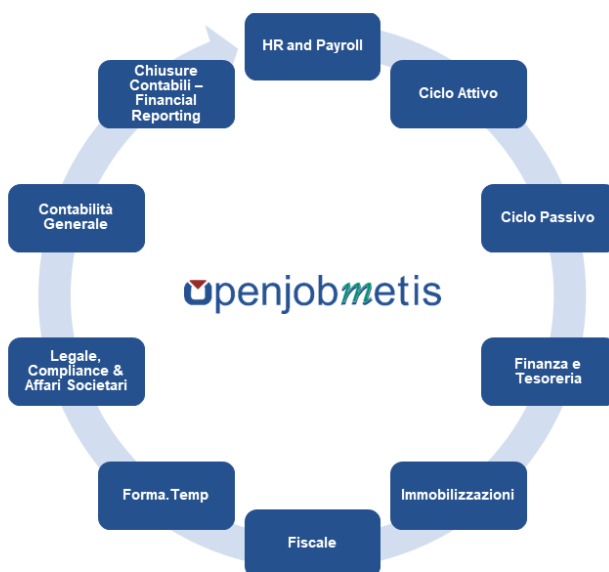 HR and Payroll
Ciclo Attivo
Ciclo Passivo
Finanza e
Tesoreria
Immobilizzazioni
Fiscale
Forma.Temp
Legale,
Compliance &
Affari Societari
Contabilità
Generale
Chiusure
Contabili –
Financial
Reporting
openjobmetis